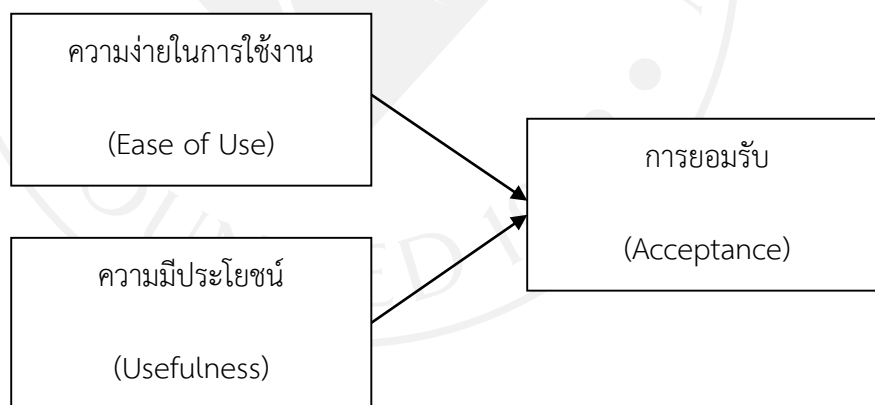 ความง่ายในการใช้งาน
(Ease of Use)
การยอมรับ
(Acceptance)
ความมีประโยชน์
(Usefulness)